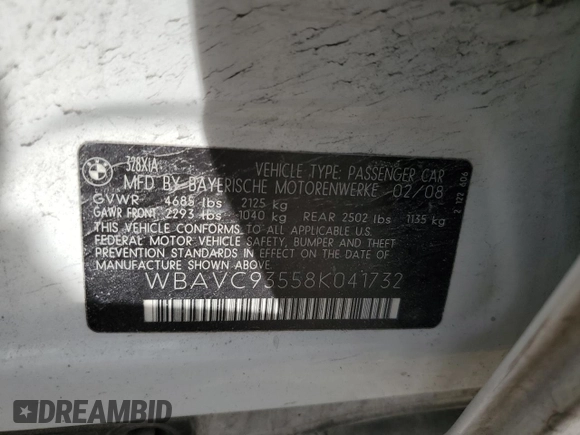 BMW
328XiA
VEHICLE TYPE: PASSENGER CAR
MFD BY BAYERISCHE MOTORENWERKE 02/08
GVWR 4685 lbs 2125 kg
GAWR FRONT 2293 lbs 1040 kg REAR 2502 lbs 1135 kg
THIS VEHICLE CONFORMS TO ALL APPLICABLE
FEDERAL MOTOR VEHICLE SAFETY, BUMPER AND THEFT
PREVENTION STANDARDS IN EFFECT ON THE DATE OF
MANUFACTURE SHOWN ABOVE.
WBAVC93558K041732
DREAMBID